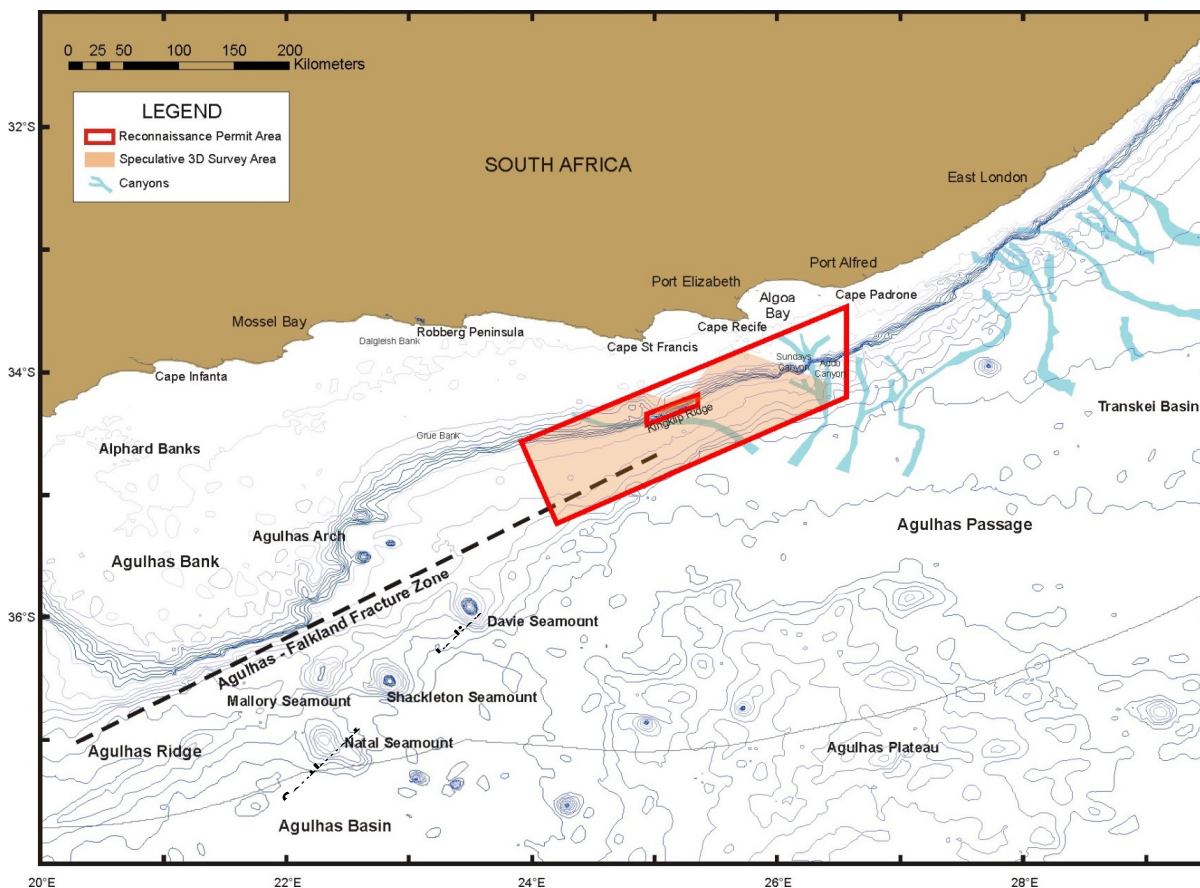 0 25 50 100 150 200
Kilometers
LEGEND
Reconnaissance Permit Area
Speculative 3D Survey Area
Canyons
32°S
34°S
36°S
SOUTH AFRICA
East London
Port Alfred
Port Elizabeth
Cape Padrone
Algoa
Bay
Cape Recife
Mossel Bay
Robberg Peninsula
Dalgleish Bank
Cape St Francis
Cape Infanta
Sundays
Canyon
Addo
Canyon
Kingklip Ridge
Transkei Basin
Grue Bank
Alphard Banks
Agulhas Passage
Agulhas Arch
Agulhas Bank
Agulhas - Falkland Fracture Zone
Davie Seamount
Mallory Seamount
Shackleton Seamount
Natal Seamount
Agulhas Ridge
Agulhas Plateau
Agulhas Basin
20°E 22°E 24°E 26°E 28°E